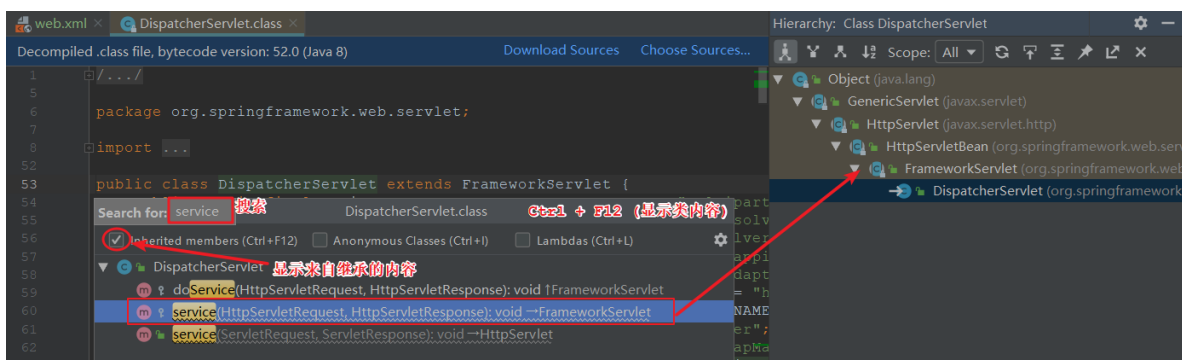 web.xml
DispatcherServlet.class
Decompiled .class file, bytecode version: 52.0 (Java 8)
Download Sources
Choose Sources...
1 /.../
5
6 package org.springframework.web.servlet;
7
8 import ...
52
53 public class DispatcherServlet extends FrameworkServlet {
54
55
56
57
58
59
60
61
62
Search for: service
搜索
DispatcherServlet.class
Ctrl + F12 (显示类内容)
Inherited members (Ctrl+F12)
Anonymous Classes (Ctrl+I)
Lambdas (Ctrl+L)
DispatcherServlet
显示来自继承的内容
doService(HttpServletRequest, HttpServletResponse): void ↑FrameworkServlet
service(HttpServletRequest, HttpServletResponse): void →FrameworkServlet
service(ServletRequest, ServletResponse): void →HttpServlet
Hierarchy: Class DispatcherServlet
Scope: All
Object (java.lang)
GenericServlet (javax.servlet)
HttpServlet (javax.servlet.http)
HttpServletBean (org.springframework.web.ser
FrameworkServlet (org.springframework.web
DispatcherServlet (org.springframework